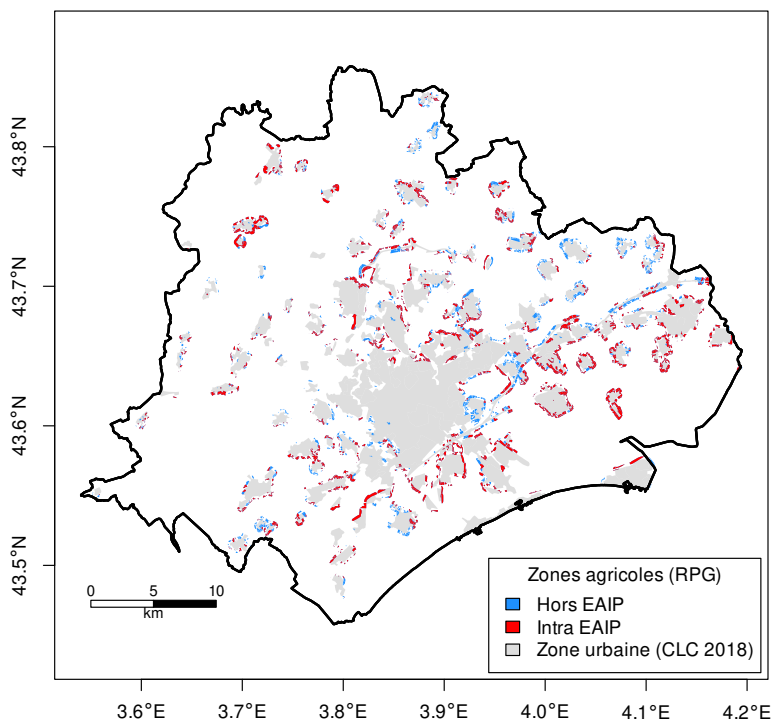 43.8°N
43.7°N
43.6°N
43.5°N
0 5 10
km
Zones agricoles (RPG)
Hors EAIP
Intra EAIP
Zone urbaine (CLC 2018)
3.6°E 3.7°E 3.8°E 3.9°E 4.0°E 4.1°E 4.2°E